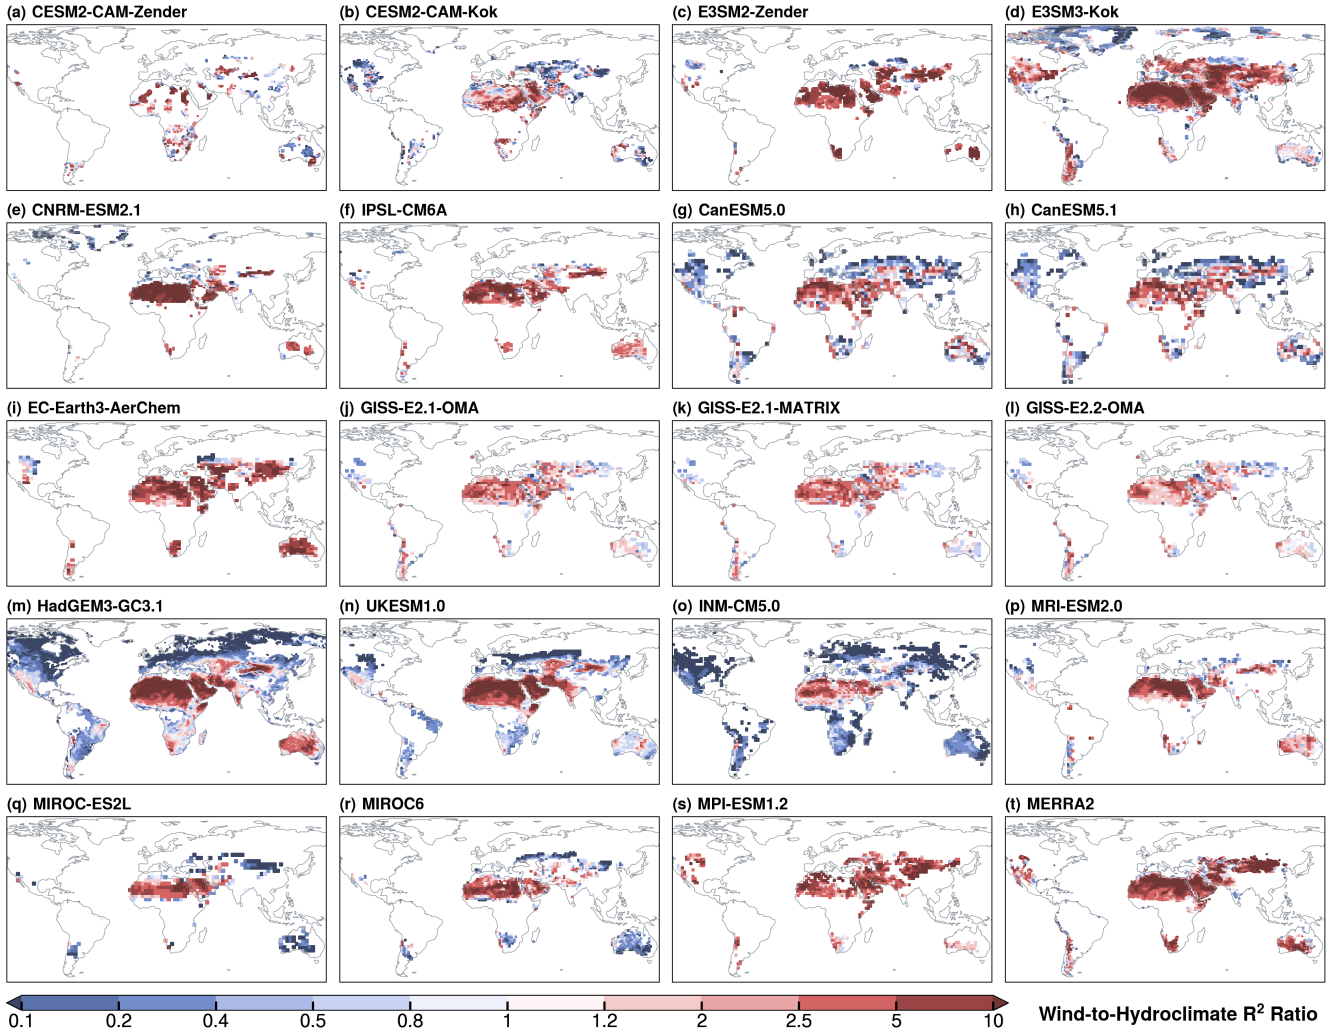 (a) CESM2-CAM-Zender
(b) CESM2-CAM-Kok
(c) E3SM2-Zender
(d) E3SM3-Kok
(e) CNRM-ESM2.1
(f) IPSL-CM6A
(g) CanESM5.0
(h) CanESM5.1
(i) EC-Earth3-AerChem
(j) GISS-E2.1-OMA
(k) GISS-E2.1-MATRIX
(l) GISS-E2.2-OMA
(m) HadGEM3-GC3.1
(n) UKESM1.0
(o) INM-CM5.0
(p) MRI-ESM2.0
(q) MIROC-ES2L
(r) MIROC6
(s) MPI-ESM1.2
(t) MERRA2
0.1 0.2 0.4 0.5 0.8 1 1.2 2 2.5 5 10
Wind-to-Hydroclimate R² Ratio